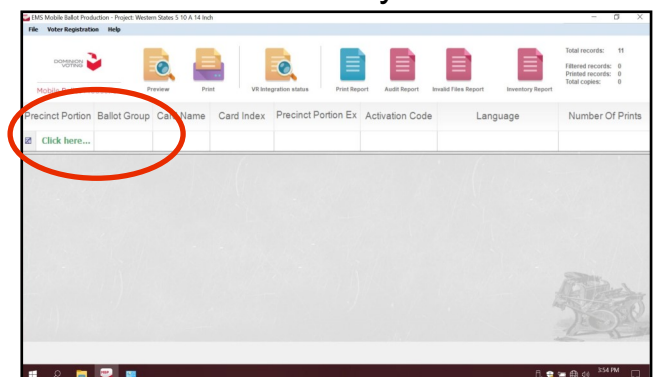 EMS Mobile Ballot Production - Project: Western States 5 10 A 14 Inch
File Voter Registration Help
DOMINION
VOTING
Mobile
Preview
Print
VR Integration status
Print Report
Audit Report
Invalid Files Report
Inventory Report
Total records: 11
Filtered records: 0
Printed records: 0
Total copies: 0
Precinct Portion Ballot Group Card Name Card Index Precinct Portion Ex Activation Code Language Number Of Prints
Click here...
3:54 PM